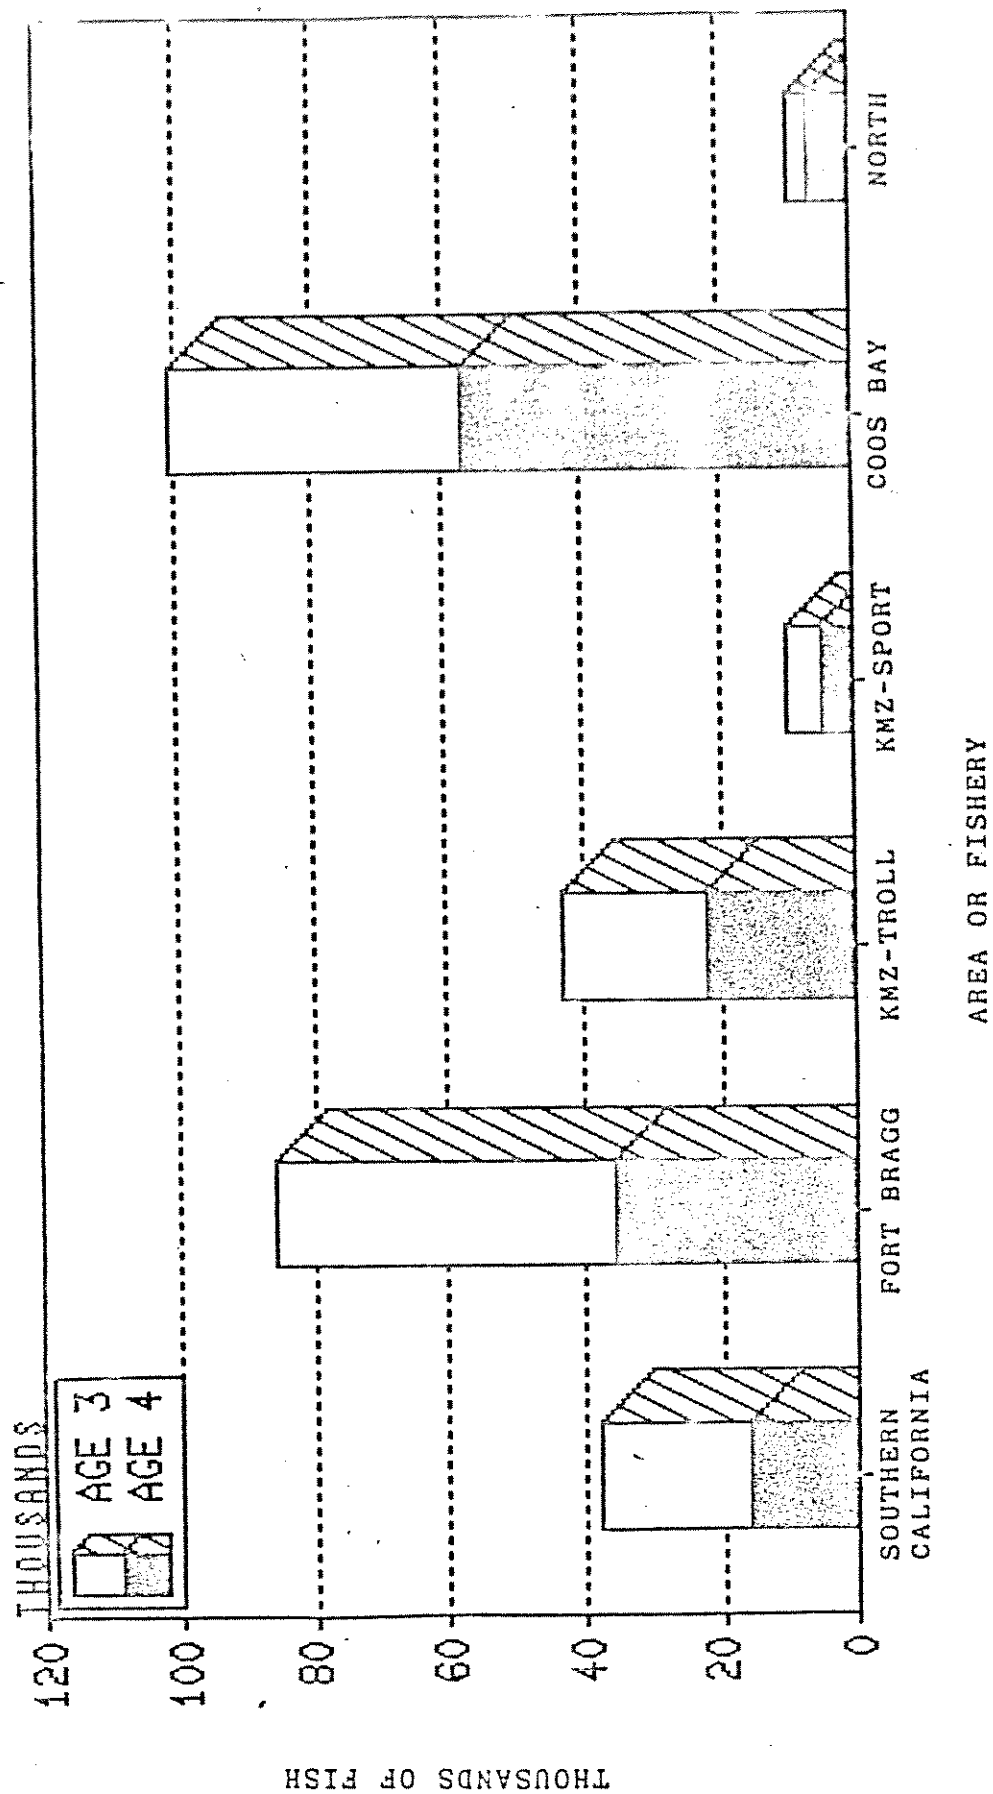 THOUSANDS
AGE 3
AGE 4
120
100
80
60
40
20
0
THOUSANDS OF FISH
SOUTHERN
CALIFORNIA
FORT BRAGG
KMZ-TROLL
KMZ-SPORT
COOS BAY
NORTH
AREA OR FISHERY